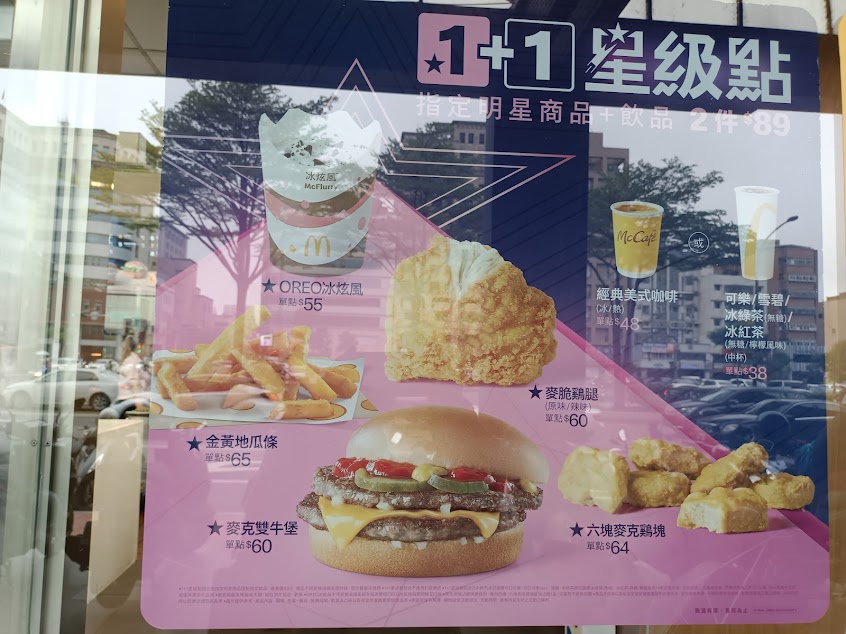 1+1 星級點
指定明星商品+飲品 2件$89
冰炫風
McFlurry
★OREO冰炫風
單點$55
McCafé
或
經典美式咖啡
(冰/熱)
單點$48
可樂/雪碧/
冰綠茶(無糖)/
冰紅茶
(無糖/檸檬風味)
(中杯)
單點$38
★麥脆鷄腿
(原味/辣味)
單點$60
★金黃地瓜條
單點$65
★麥克雙牛堡
單點$60
★六塊麥克鷄塊
單點$64